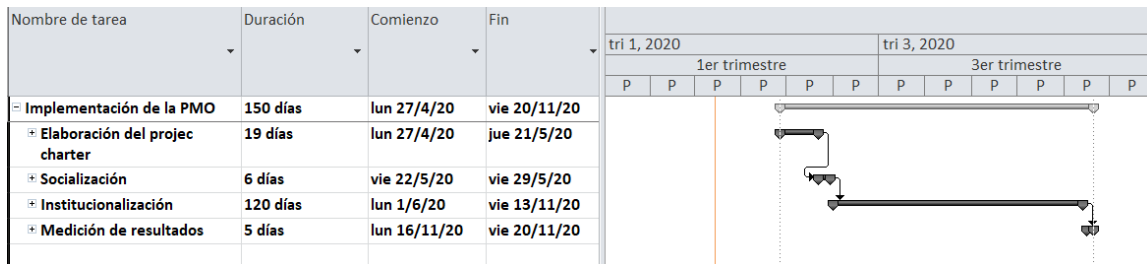 Nombre de tarea Duración Comienzo Fin
tri 1, 2020 tri 3, 2020
1er trimestre 3er trimestre
P P P P P P P P P P P P
Implementación de la PMO 150 días lun 27/4/20 vie 20/11/20
Elaboración del projec 19 días lun 27/4/20 jue 21/5/20
charter
Socialización 6 días vie 22/5/20 vie 29/5/20
Institucionalización 120 días lun 1/6/20 vie 13/11/20
Medición de resultados 5 días lun 16/11/20 vie 20/11/20